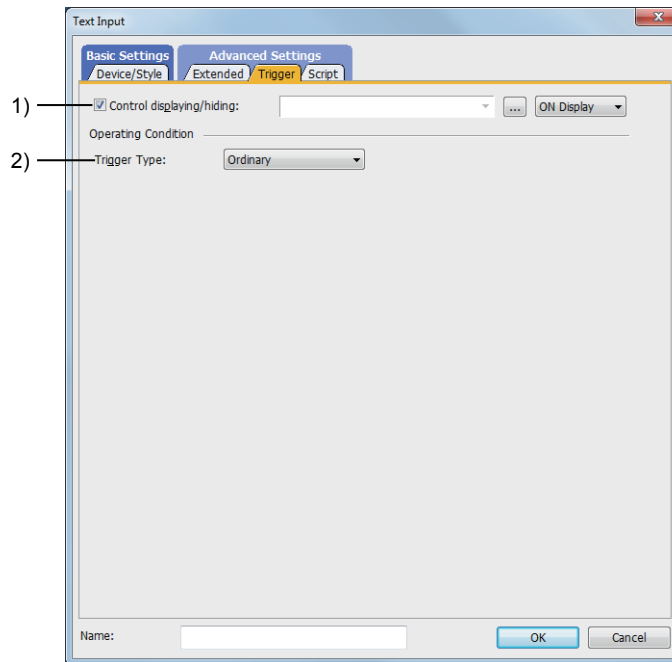 Text Input
Basic Settings Advanced Settings
Device/Style Extended Trigger Script
1) Control displaying/hiding: ... ON Display
Operating Condition
2) Trigger Type: Ordinary
Name: OK Cancel